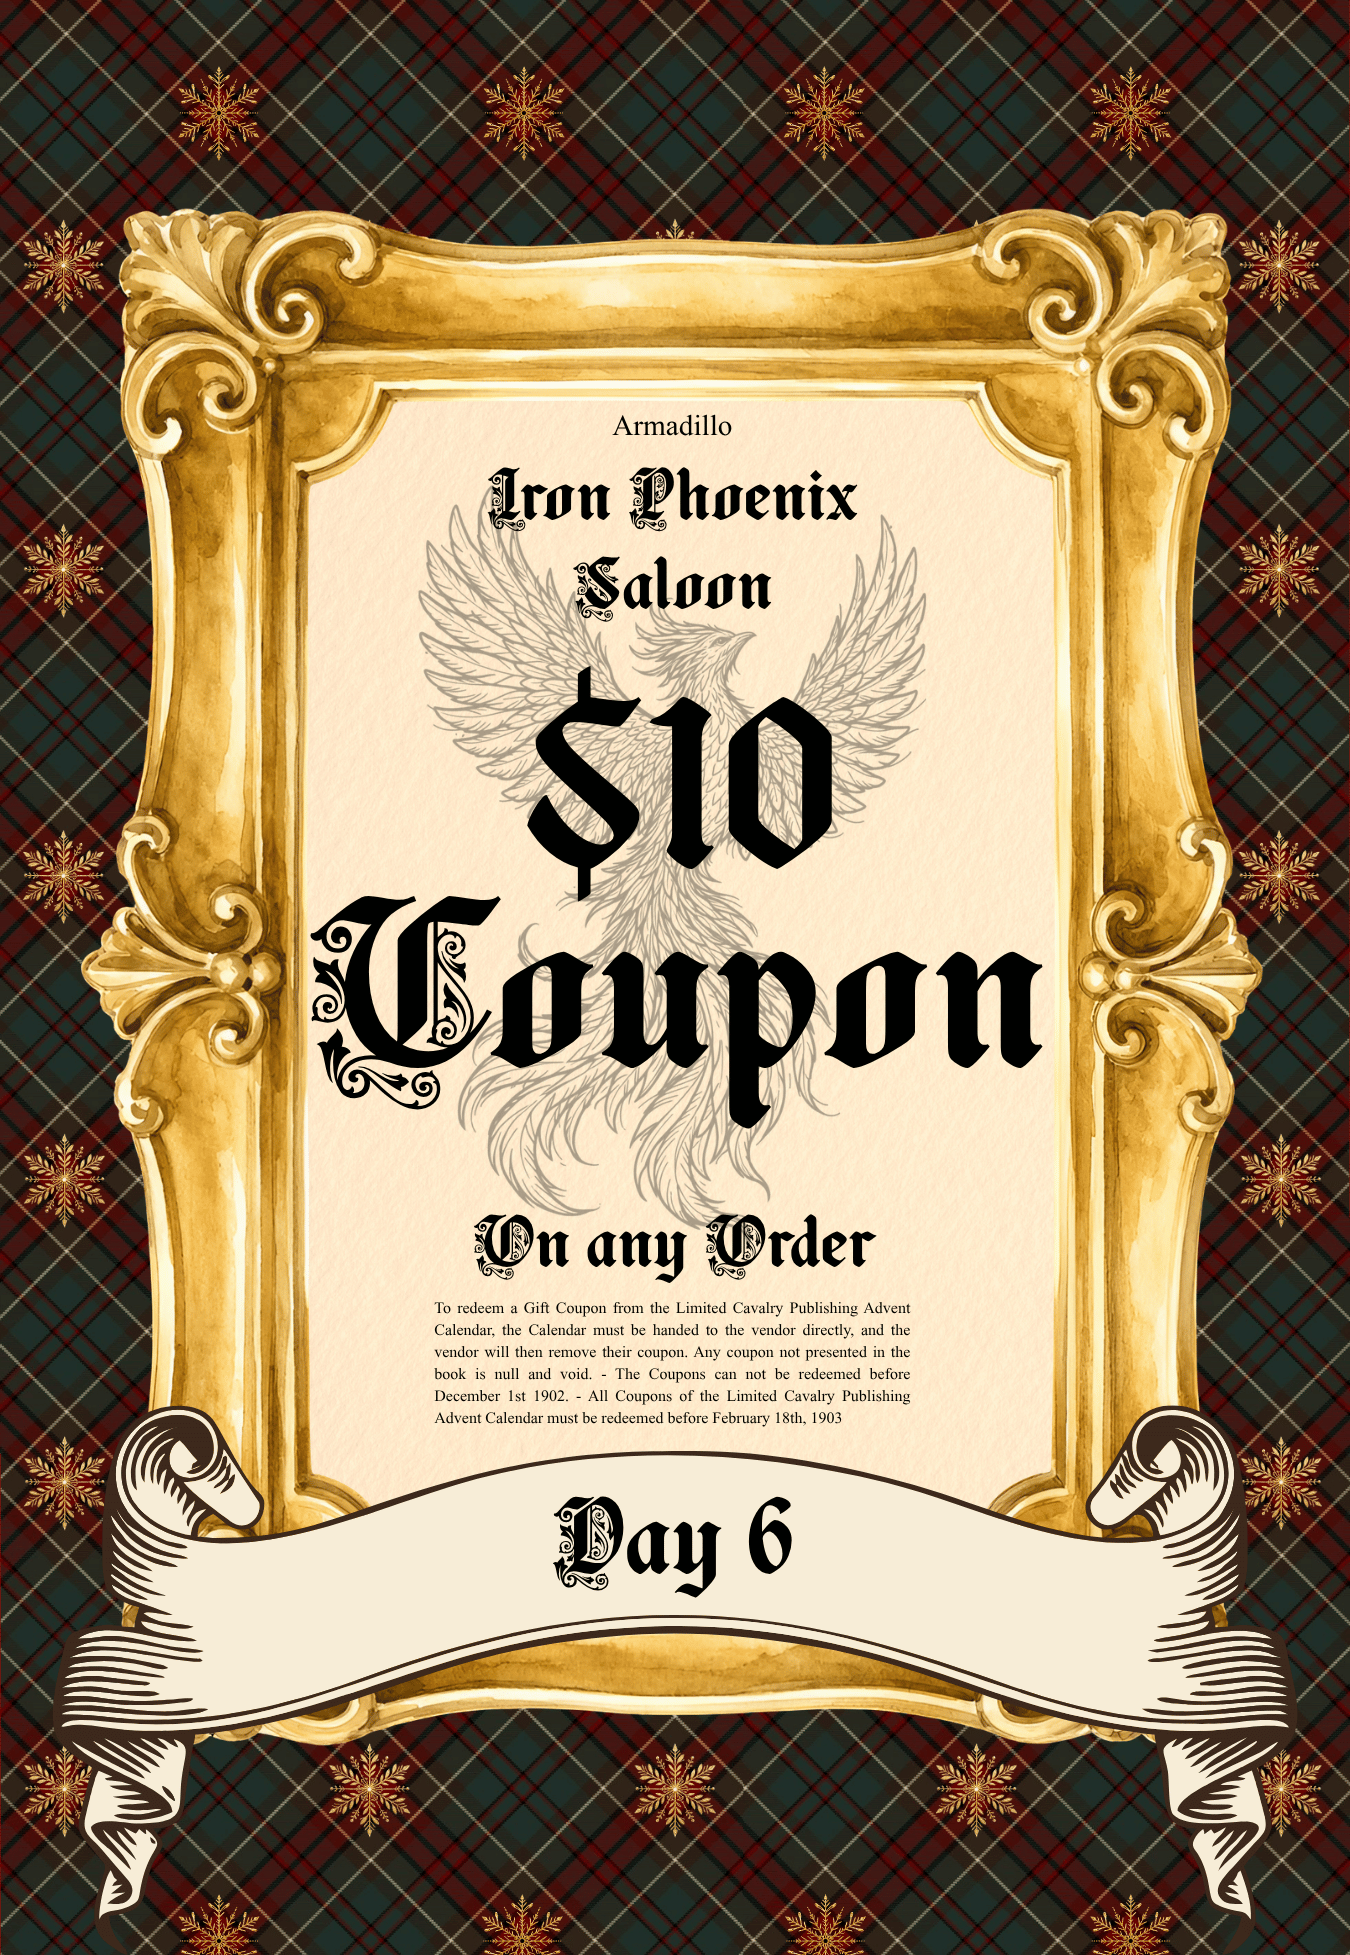 Armadillo
Iron Phoenix
Saloon
$10
Coupon
On any Order
To redeem a Gift Coupon from the Limited Cavalry Publishing Advent
Calendar, the Calendar must be handed to the vendor directly, and the
vendor will then remove their coupon. Any coupon not presented in the
book is null and void. - The Coupons can not be redeemed before
December 1st 1902. - All Coupons of the Limited Cavalry Publishing
Advent Calendar must be redeemed before February 18th, 1903
Day 6